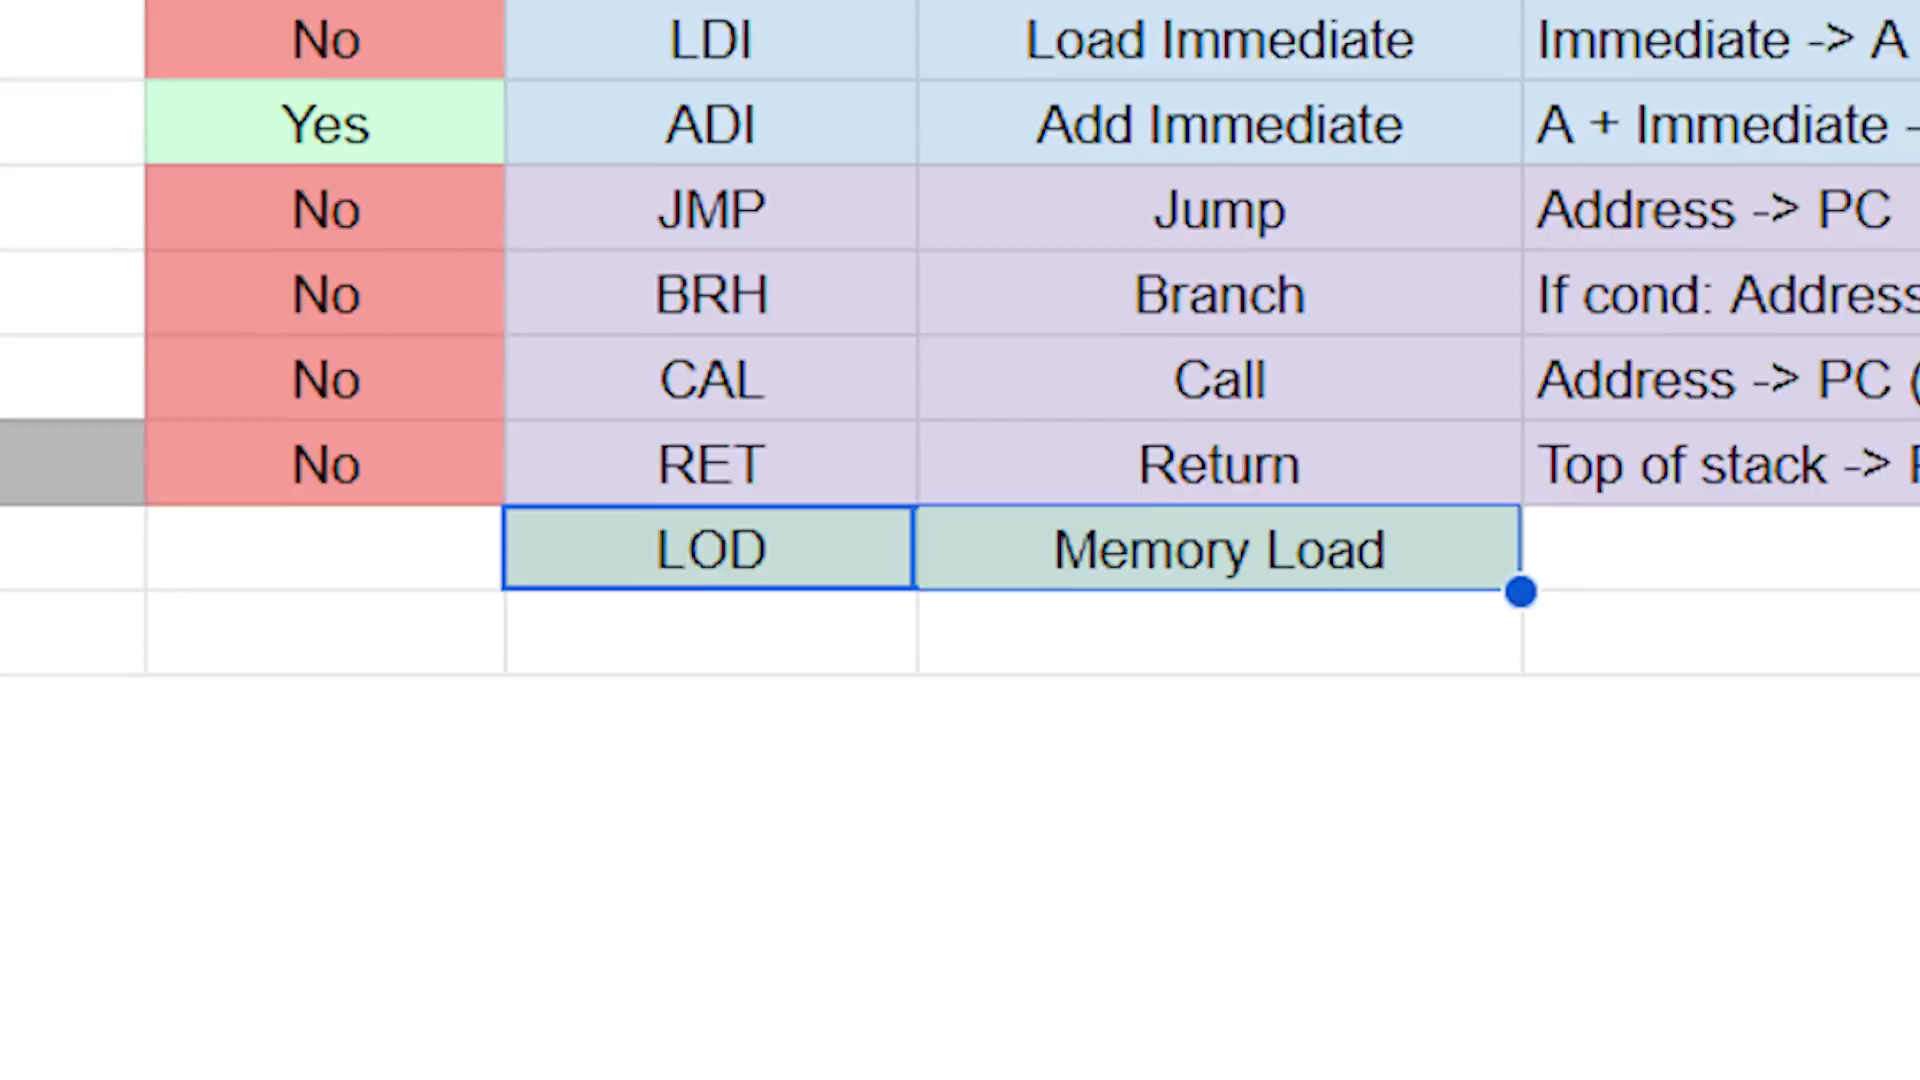 No LDI Load Immediate Immediate -> A
Yes ADI Add Immediate A + Immediate -
No JMP Jump Address -> PC
No BRH Branch If cond: Address
No CAL Call Address -> PC (
No RET Return Top of stack ->
LOD Memory Load